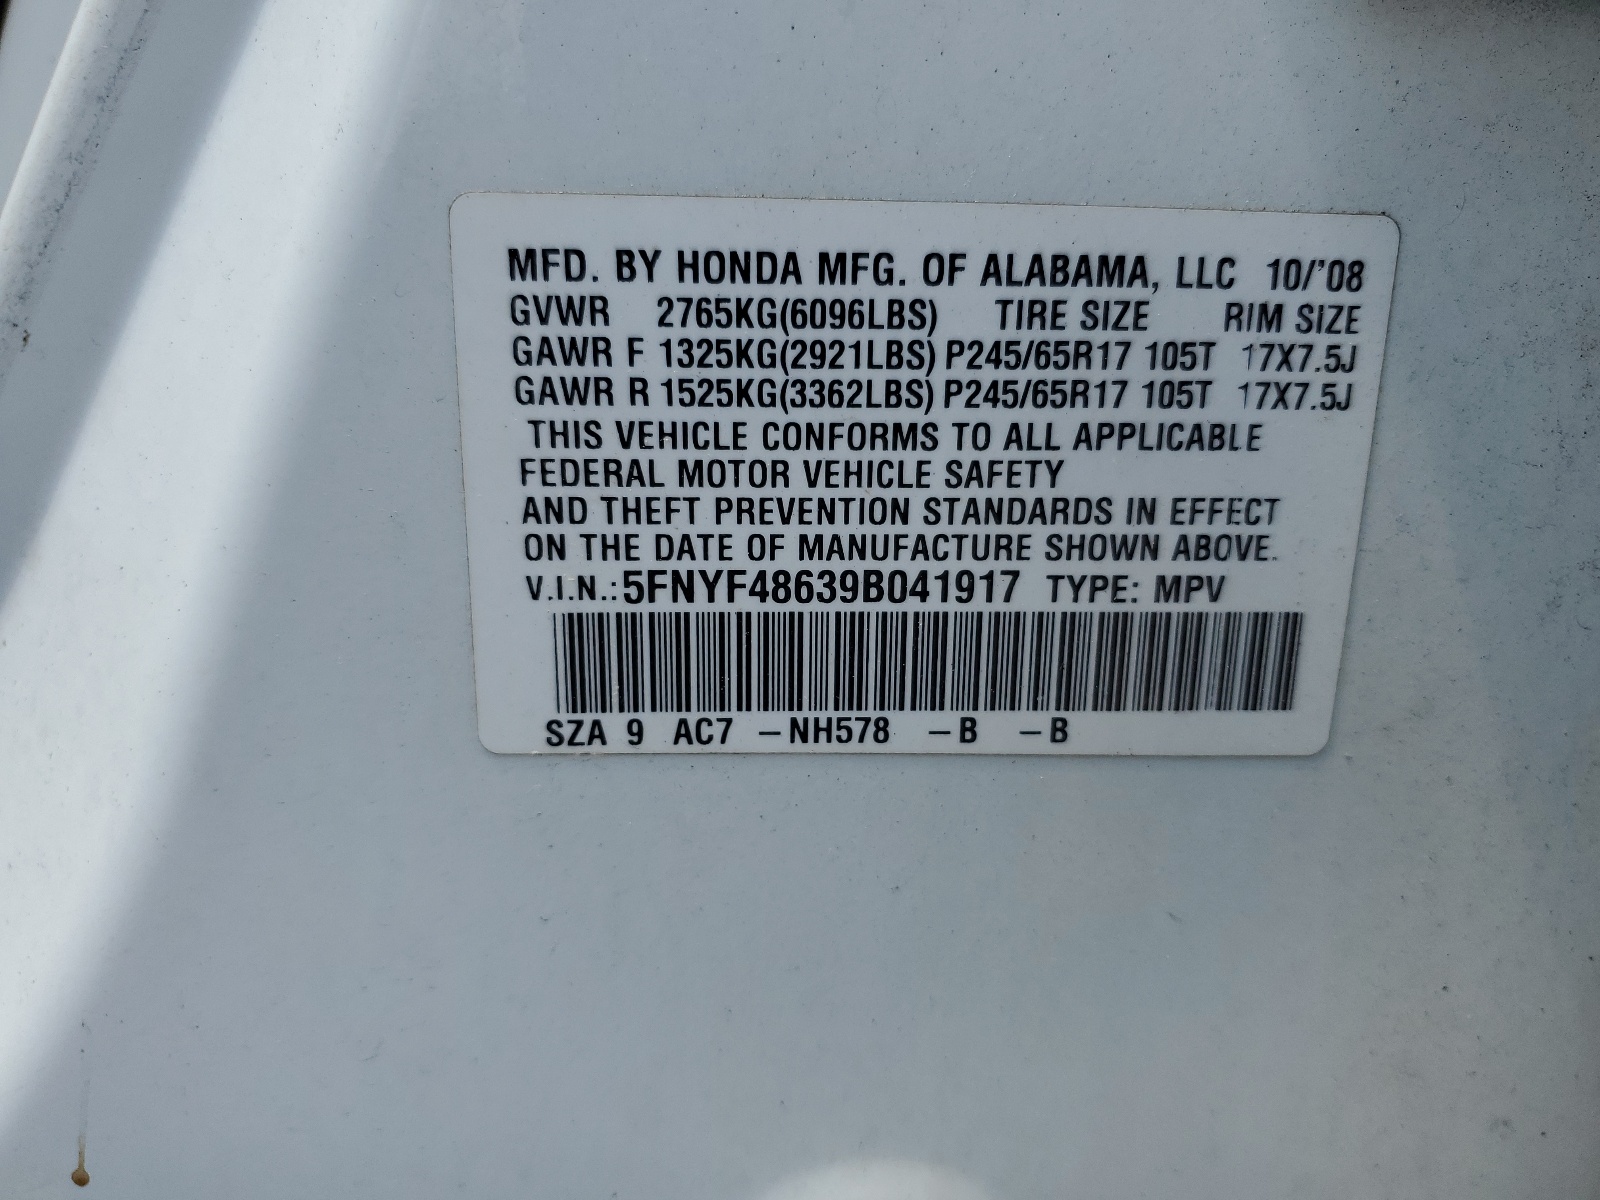 MFD. BY HONDA MFG. OF ALABAMA, LLC 10/'08
GVWR 2765KG(6096LBS) TIRE SIZE RIM SIZE
GAWR F 1325KG(2921LBS) P245/65R17 105T 17X7.5J
GAWR R 1525KG(3362LBS) P245/65R17 105T 17X7.5J
THIS VEHICLE CONFORMS TO ALL APPLICABLE
FEDERAL MOTOR VEHICLE SAFETY
AND THEFT PREVENTION STANDARDS IN EFFECT
ON THE DATE OF MANUFACTURE SHOWN ABOVE.
V.I.N.:5FNYF48639B041917 TYPE: MPV
SZA 9 AC7 –NH578 –B –B